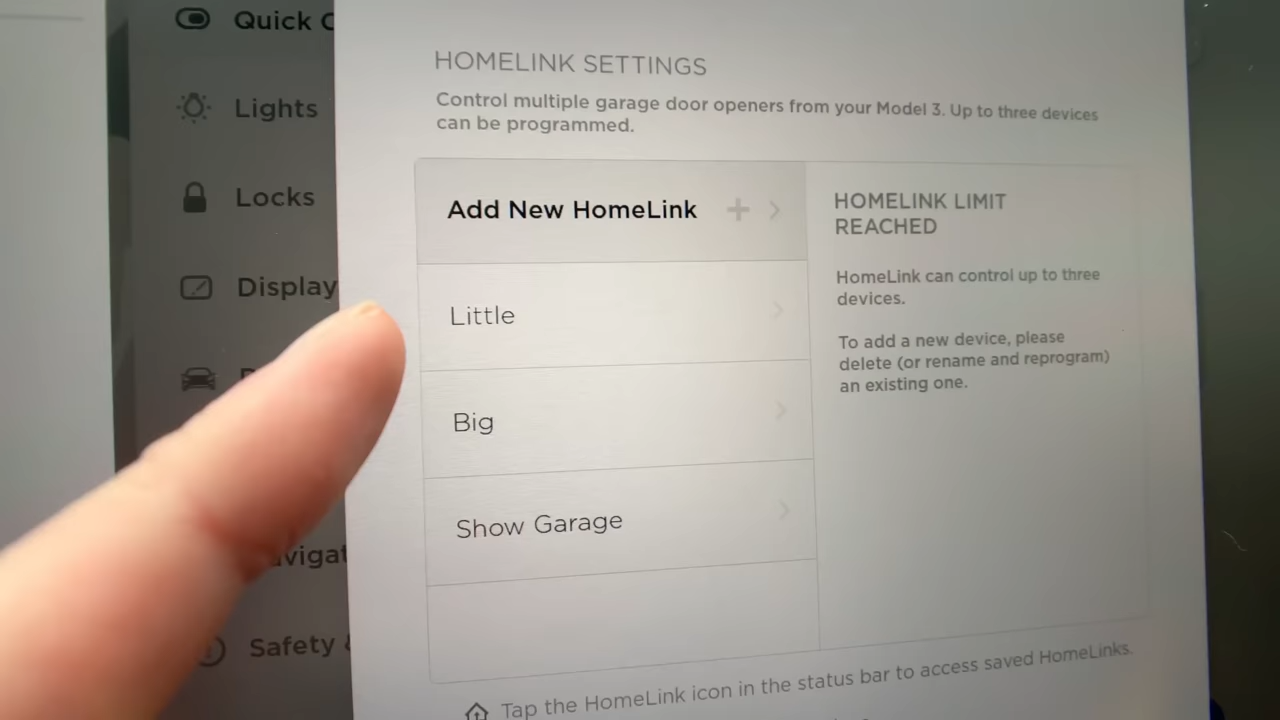 Quick
Lights
Locks
Display
Safety
HOMELINK SETTINGS
Control multiple garage door openers from your Model 3. Up to three devices
can be programmed.
Add New HomeLink
Little
Big
Show Garage
HOMELINK LIMIT
REACHED
HomeLink can control up to three
devices.
To add a new device, please
delete (or rename and reprogram)
an existing one.
Tap the HomeLink icon in the status bar to access saved HomeLinks.